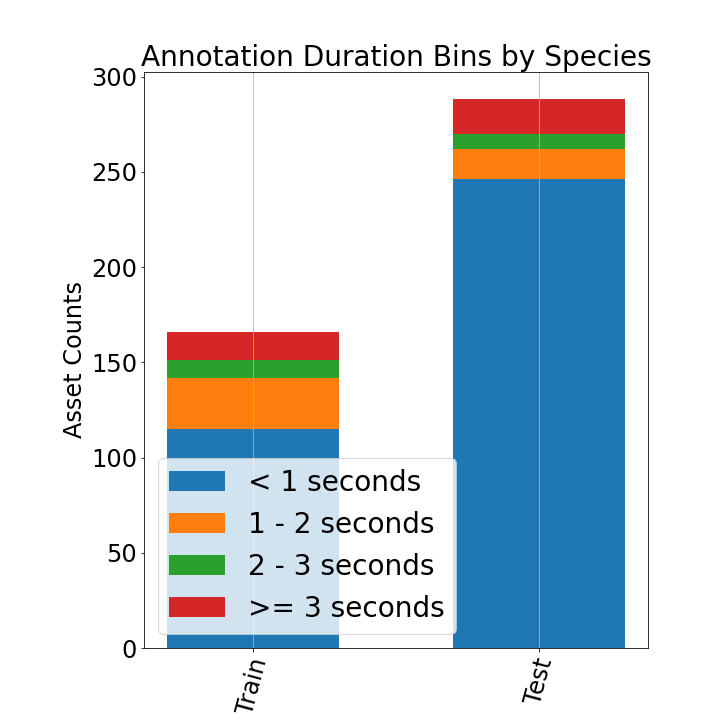 Annotation Duration Bins by Species
300
250
200
150
100
50
0
Asset Counts
< 1 seconds
1 - 2 seconds
2 - 3 seconds
>= 3 seconds
Train
Test